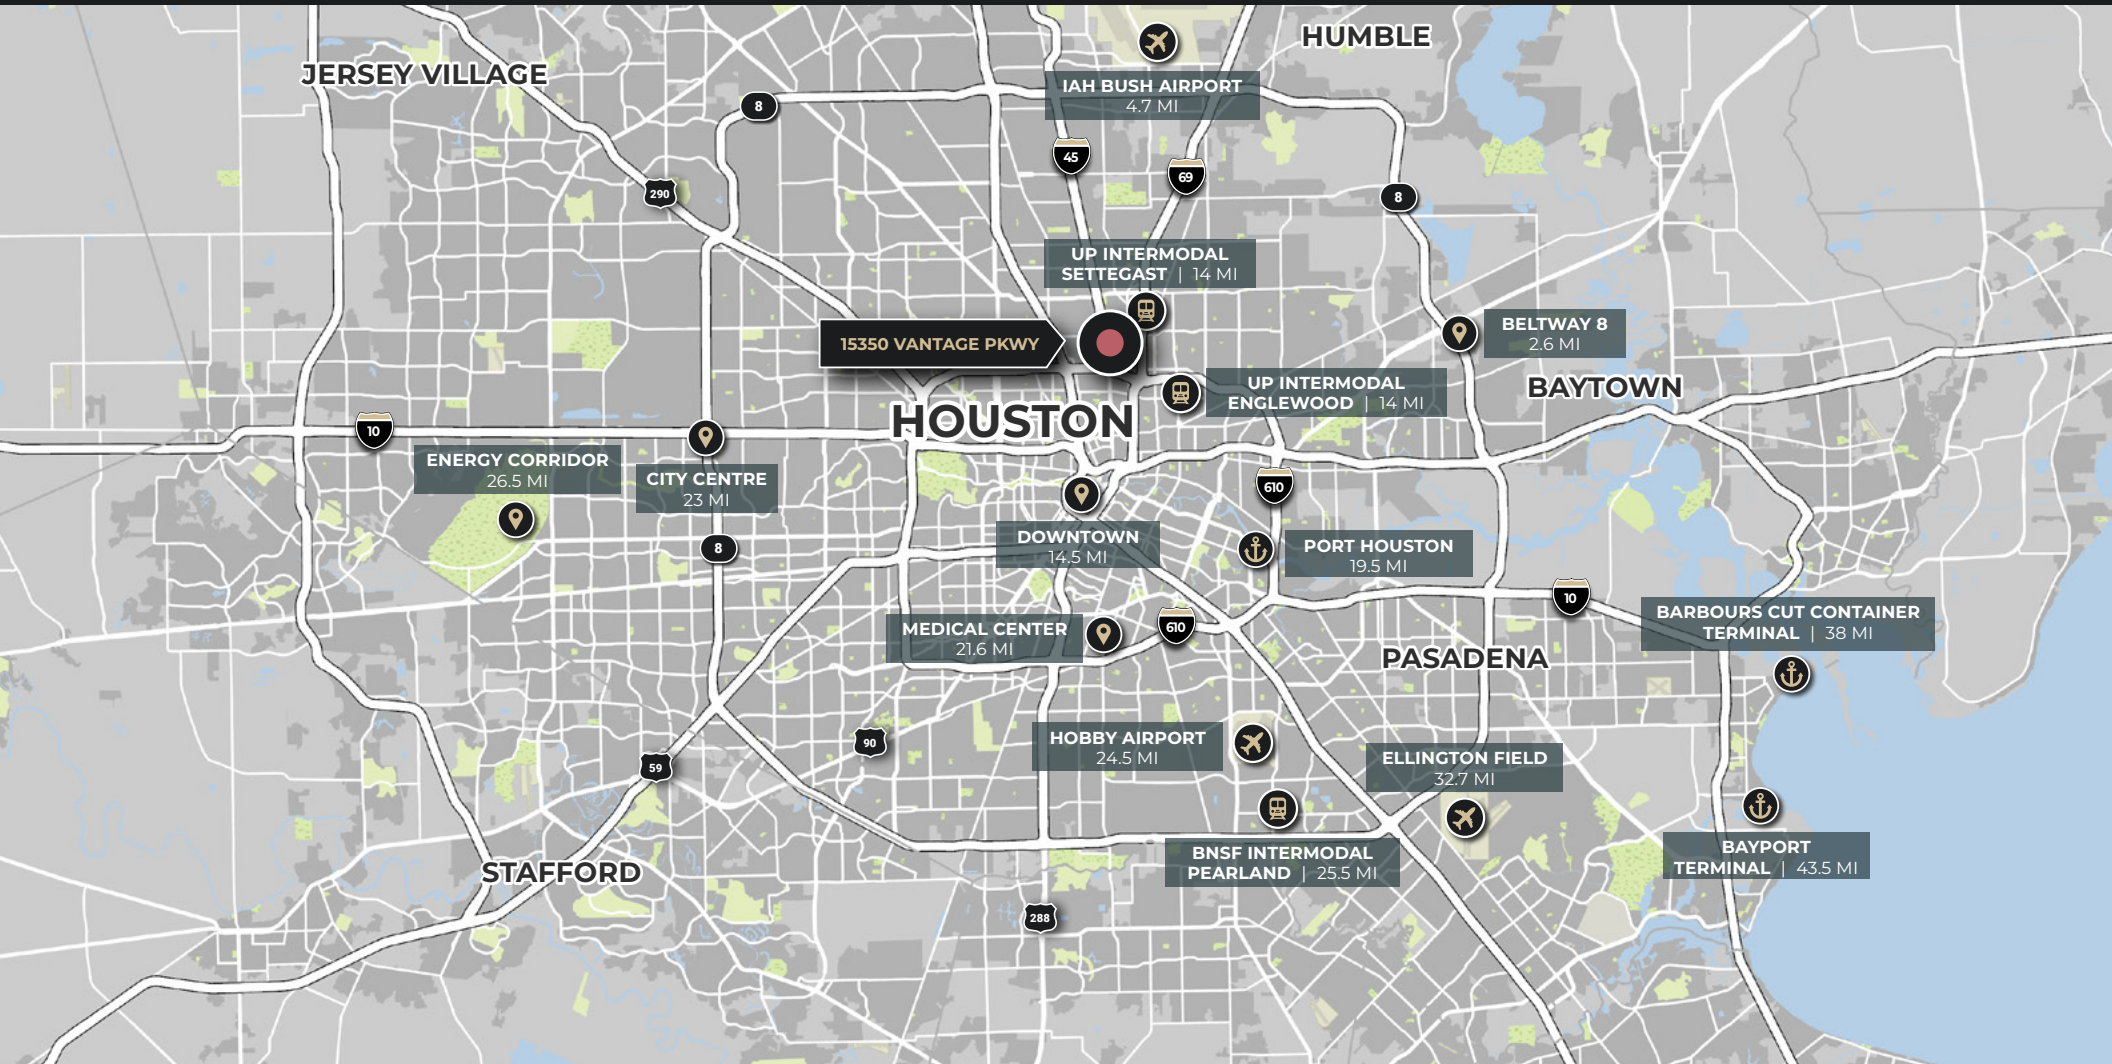 HUMBLE
JERSEY VILLAGE
IAH BUSH AIRPORT
4.7 MI
8
45
69
290
8
UP INTERMODAL
SETTEGAST | 14 MI
15350 VANTAGE PKWY
BELTWAY 8
2.6 MI
UP INTERMODAL
ENGLEWOOD | 14 MI
BAYTOWN
HOUSTON
10
ENERGY CORRIDOR
26.5 MI
CITY CENTRE
23 MI
610
8
DOWNTOWN
14.5 MI
PORT HOUSTON
19.5 MI
10
BARBOURS CUT CONTAINER
TERMINAL | 38 MI
MEDICAL CENTER
21.6 MI
610
PASADENA
90
HOBBY AIRPORT
24.5 MI
59
ELLINGTON FIELD
32.7 MI
BNSF INTERMODAL
PEARLAND | 25.5 MI
BAYPORT
TERMINAL | 43.5 MI
STAFFORD
288